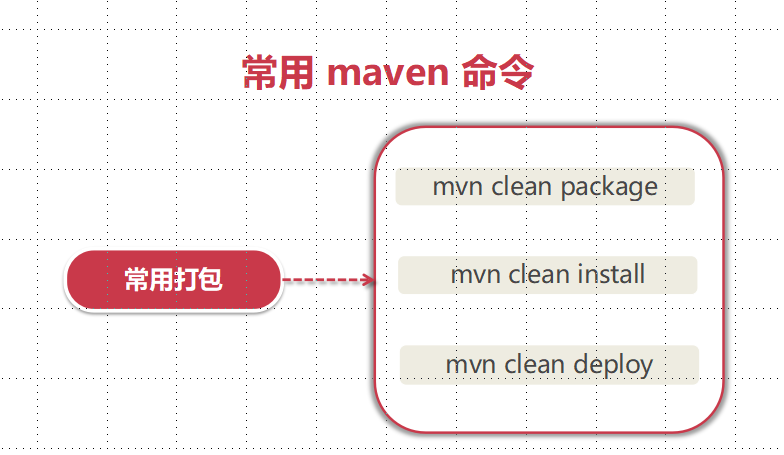 常用 maven 命令
mvn clean package
常用打包
mvn clean install
mvn clean deploy